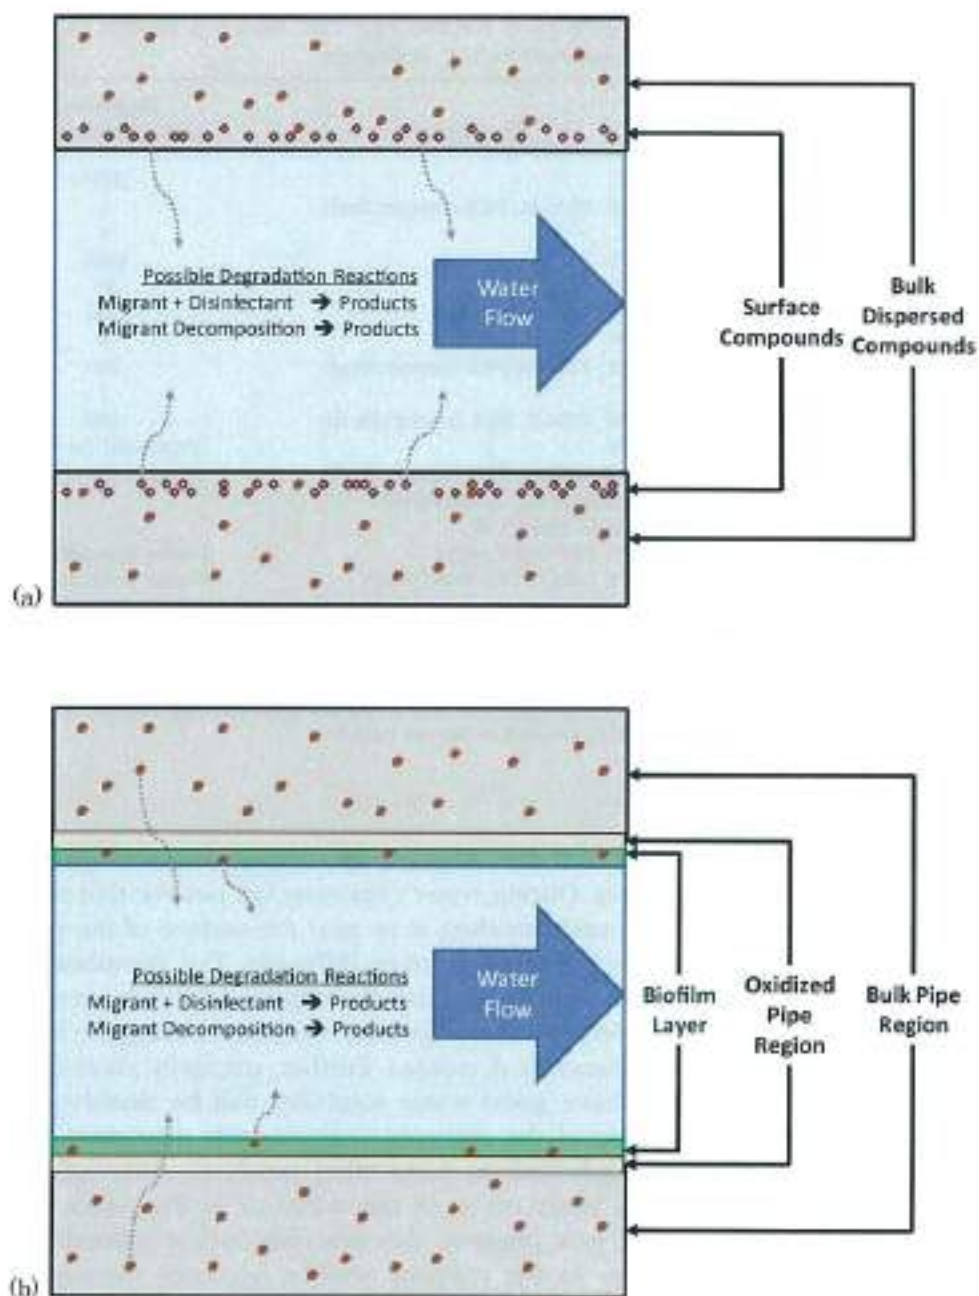 Possible Degradation Reactions
Migrant + Disinfectant → Products
Migrant Decomposition → Products
Water
Flow
Surface
Compounds
Bulk
Dispersed
Compounds
(a)
Possible Degradation Reactions
Migrant + Disinfectant → Products
Migrant Decomposition → Products
Water
Flow
Biofilm
Layer
Oxidized
Pipe
Region
Bulk Pipe
Region
(b)